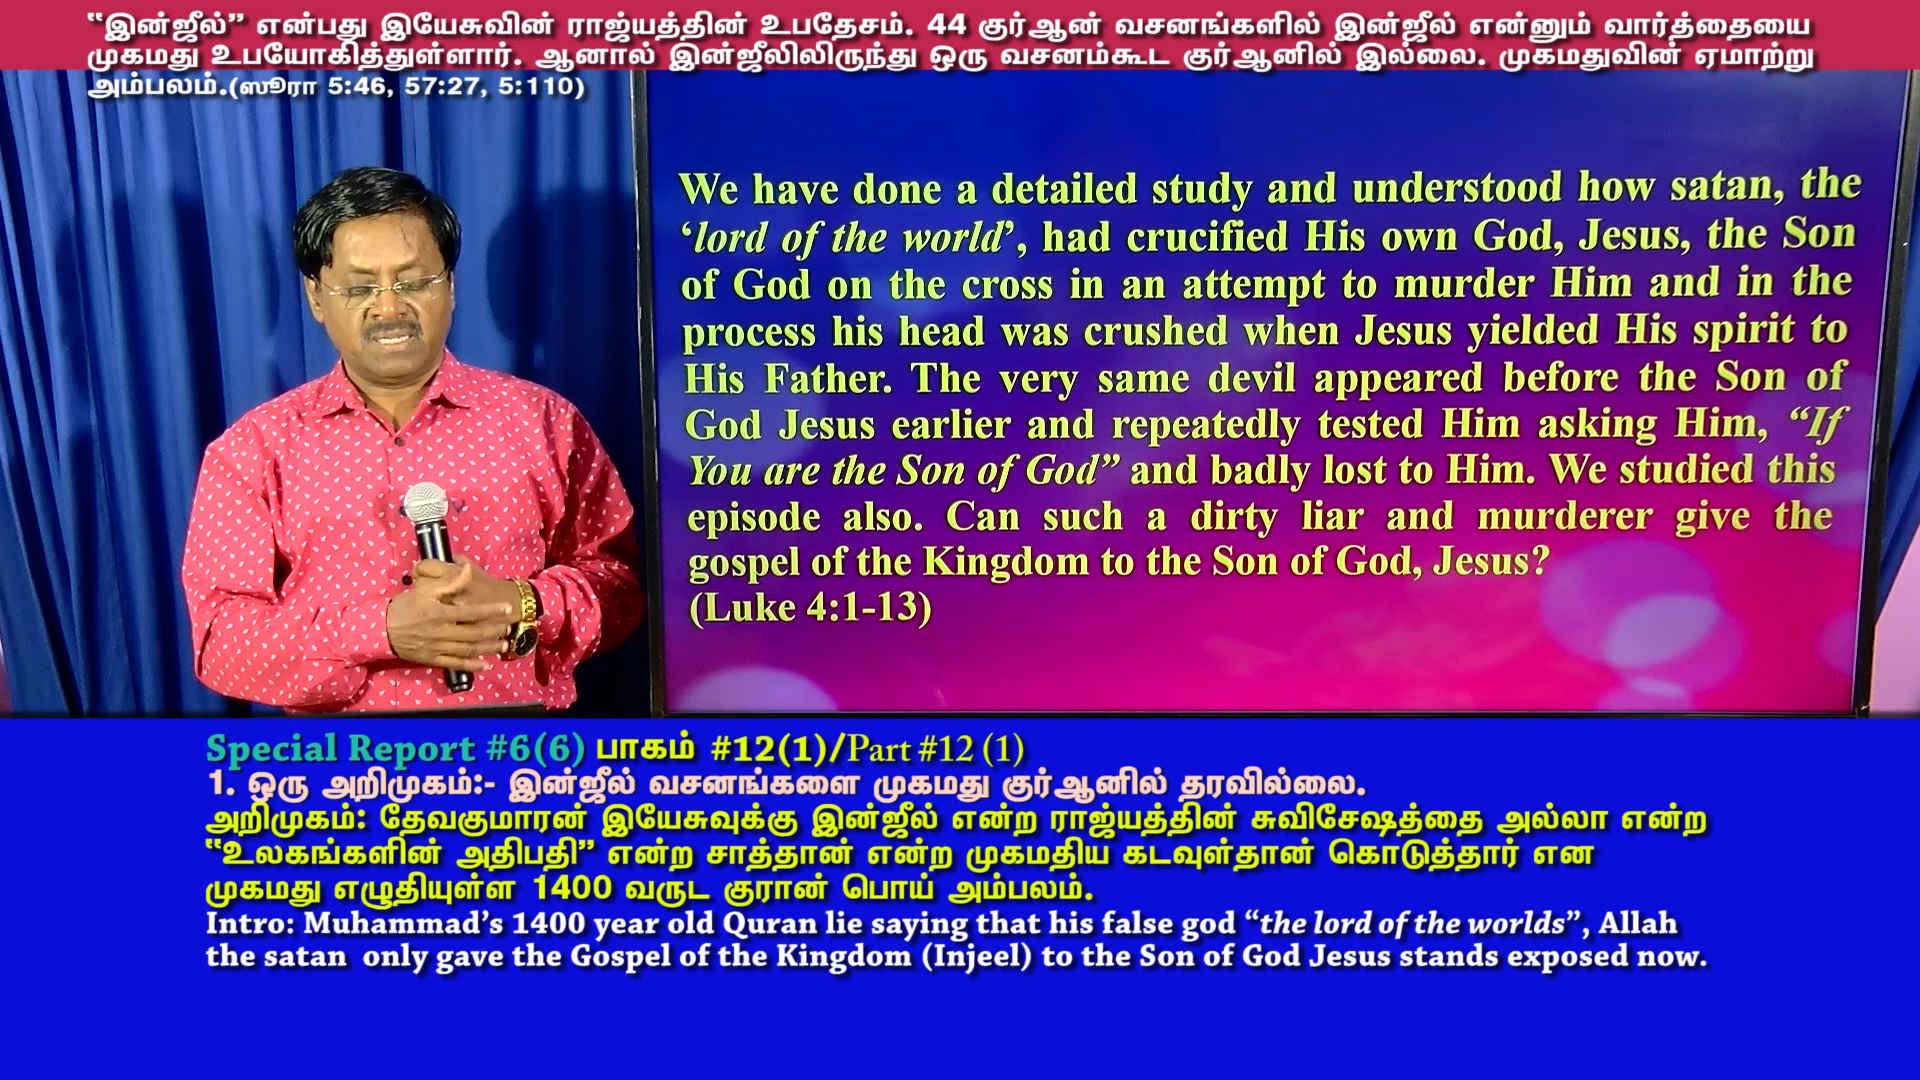 “இன்ஜீல்” என்பது இயேசுவின் ராஜ்யத்தின் உபதேசம். 44 குர்ஆன் வசனங்களில் இன்ஜீல் என்னும் வார்த்தையை
முகமது உபயோகித்துள்ளார். ஆனால் இன்ஜீலிலிருந்து ஒரு வசனம்கூட குர்ஆனில் இல்லை. முகமதுவின் ஏமாற்று
அம்பலம்.(ஸூரா 5:46, 57:27, 5:110)
We have done a detailed study and understood how satan, the
‘lord of the world’, had crucified His own God, Jesus, the Son
of God on the cross in an attempt to murder Him and in the
process his head was crushed when Jesus yielded His spirit to
His Father. The very same devil appeared before the Son of
God Jesus earlier and repeatedly tested Him asking Him, “If
You are the Son of God” and badly lost to Him. We studied this
episode also. Can such a dirty liar and murderer give the
gospel of the Kingdom to the Son of God, Jesus?
(Luke 4:1-13)
Special Report #6(6) பாகம் #12(1)/Part #12 (1)
1. ஒரு அறிமுகம்:- இன்ஜீல் வசனங்களை முகமது குர்ஆனில் தரவில்லை.
அறிமுகம்: தேவகுமாரன் இயேசுவுக்கு இன்ஜீல் என்ற ராஜ்யத்தின் சுவிசேஷத்தை அல்லா என்ற
“உலகங்களின் அதிபதி” என்ற சாத்தான் என்ற முகமதிய கடவுள்தான் கொடுத்தார் என
முகமது எழுதியுள்ள 1400 வருட குரான் பொய் அம்பலம்.
Intro: Muhammad’s 1400 year old Quran lie saying that his false god “the lord of the worlds”, Allah
the satan only gave the Gospel of the Kingdom (Injeel) to the Son of God Jesus stands exposed now.